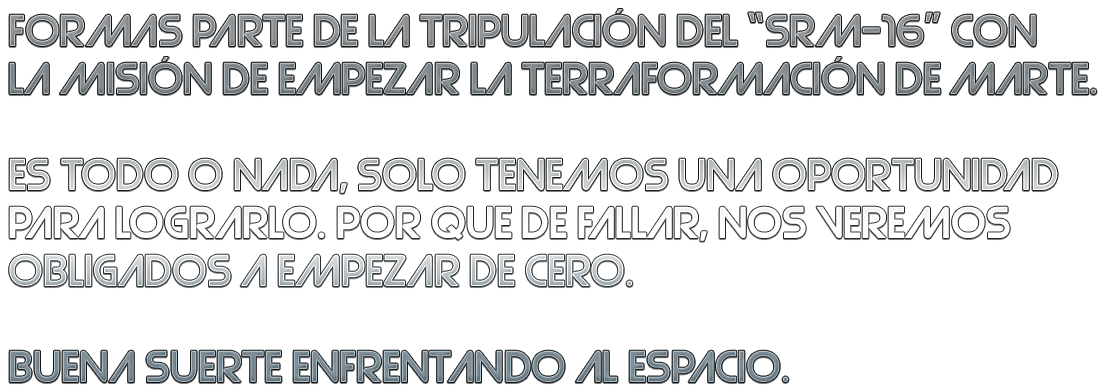 FORMAS PARTE DE LA TRIPULACIÓN DEL "SRM-16" CON
LA MISIÓN DE EMPEZAR LA TERRAFORMACIÓN DE MARTE.
ES TODO O NADA, SOLO TENEMOS UNA OPORTUNIDAD
PARA LOGRARLO. POR QUE DE FALLAR, NOS VEREMOS
OBLIGADOS A EMPEZAR DE CERO.
BUENA SUERTE ENFRENTANDO AL ESPACIO.